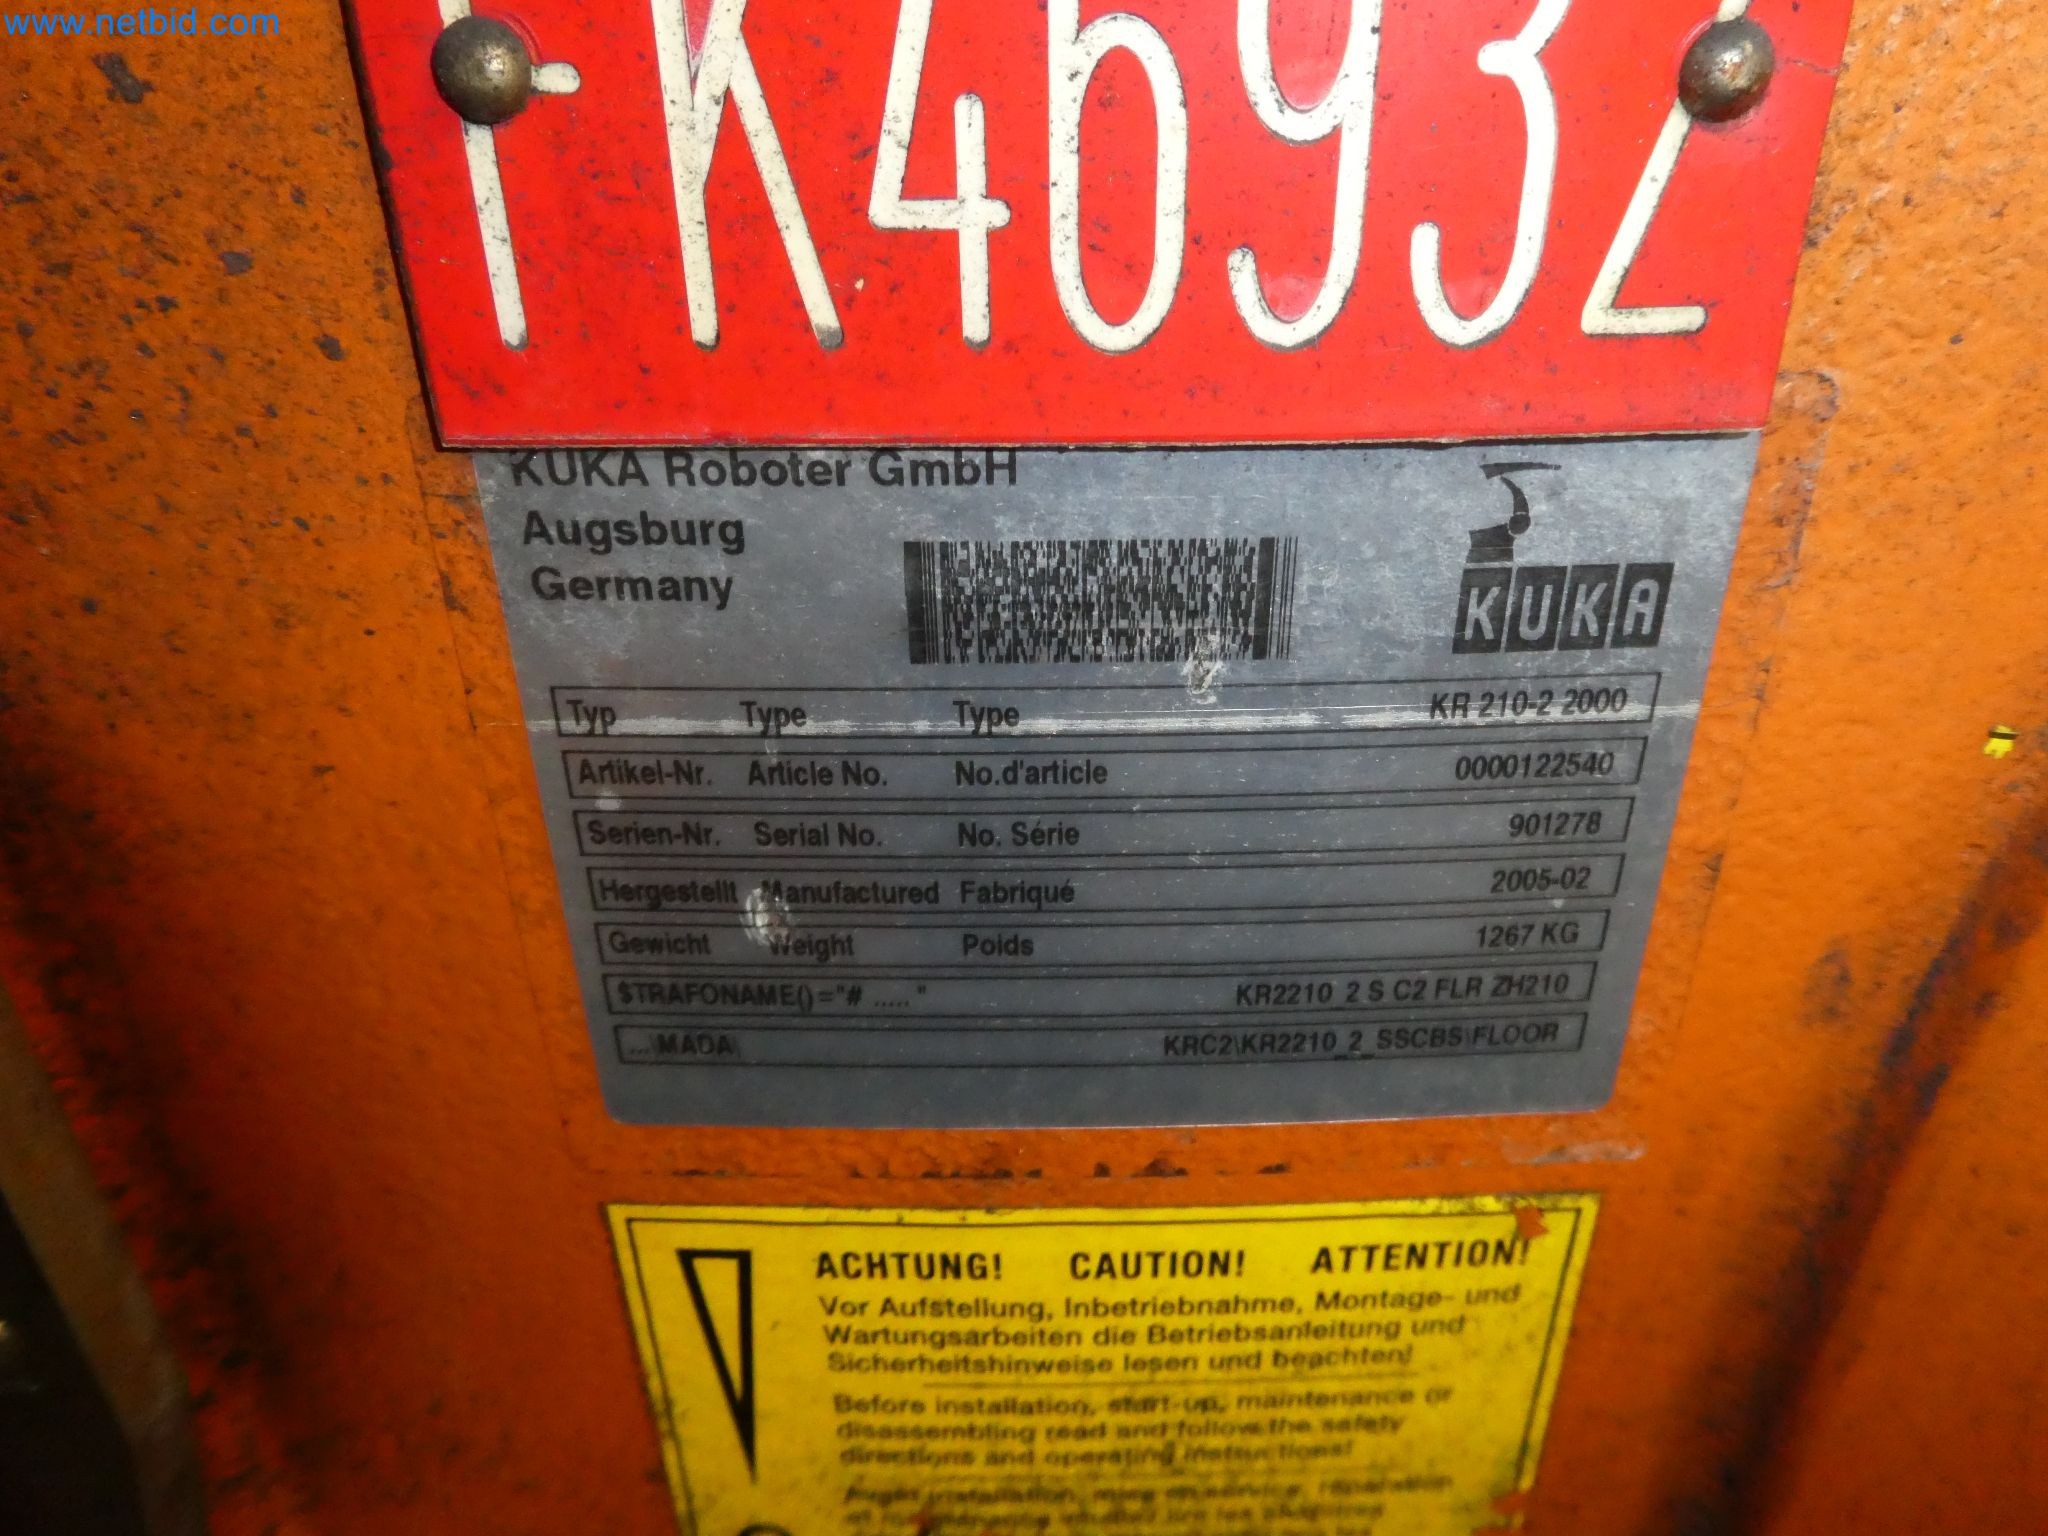 www.netbid.com
FK46932
KUKA Roboter GmbH
Augsburg
Germany
KUKA
Typ Type Type KR 210-2 2000
Artikel-Nr. Article No. No.d'article 0000122540
Serien-Nr. Serial No. No. Série 901278
Hergestellt Manufactured Fabriqué 2005-02
Gewicht Weight Poids 1267 KG
$TRAFONAME()="# ..... " KR2210_2 S C2 FLR ZH210
...\MADA\ KRC2\KR2210_2_SSCBS\FLOOR
ACHTUNG! CAUTION! ATTENTION!
Vor Aufstellung, Inbetriebnahme, Montage- und
Wartungsarbeiten die Betriebsanleitung und
Sicherheitshinweise lesen und beachten!
Before installation, start-up, maintenance or
disassembling read and follow the safety
directions and operating instructions!